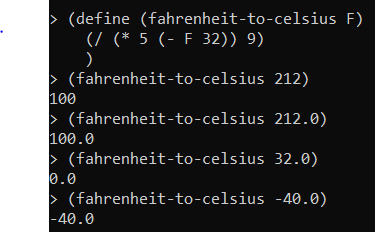 > (define (fahrenheit-to-celsius F)
(/ (* 5 (- F 32)) 9)
)
> (fahrenheit-to-celsius 212)
100
> (fahrenheit-to-celsius 212.0)
100.0
> (fahrenheit-to-celsius 32.0)
0.0
> (fahrenheit-to-celsius -40.0)
-40.0